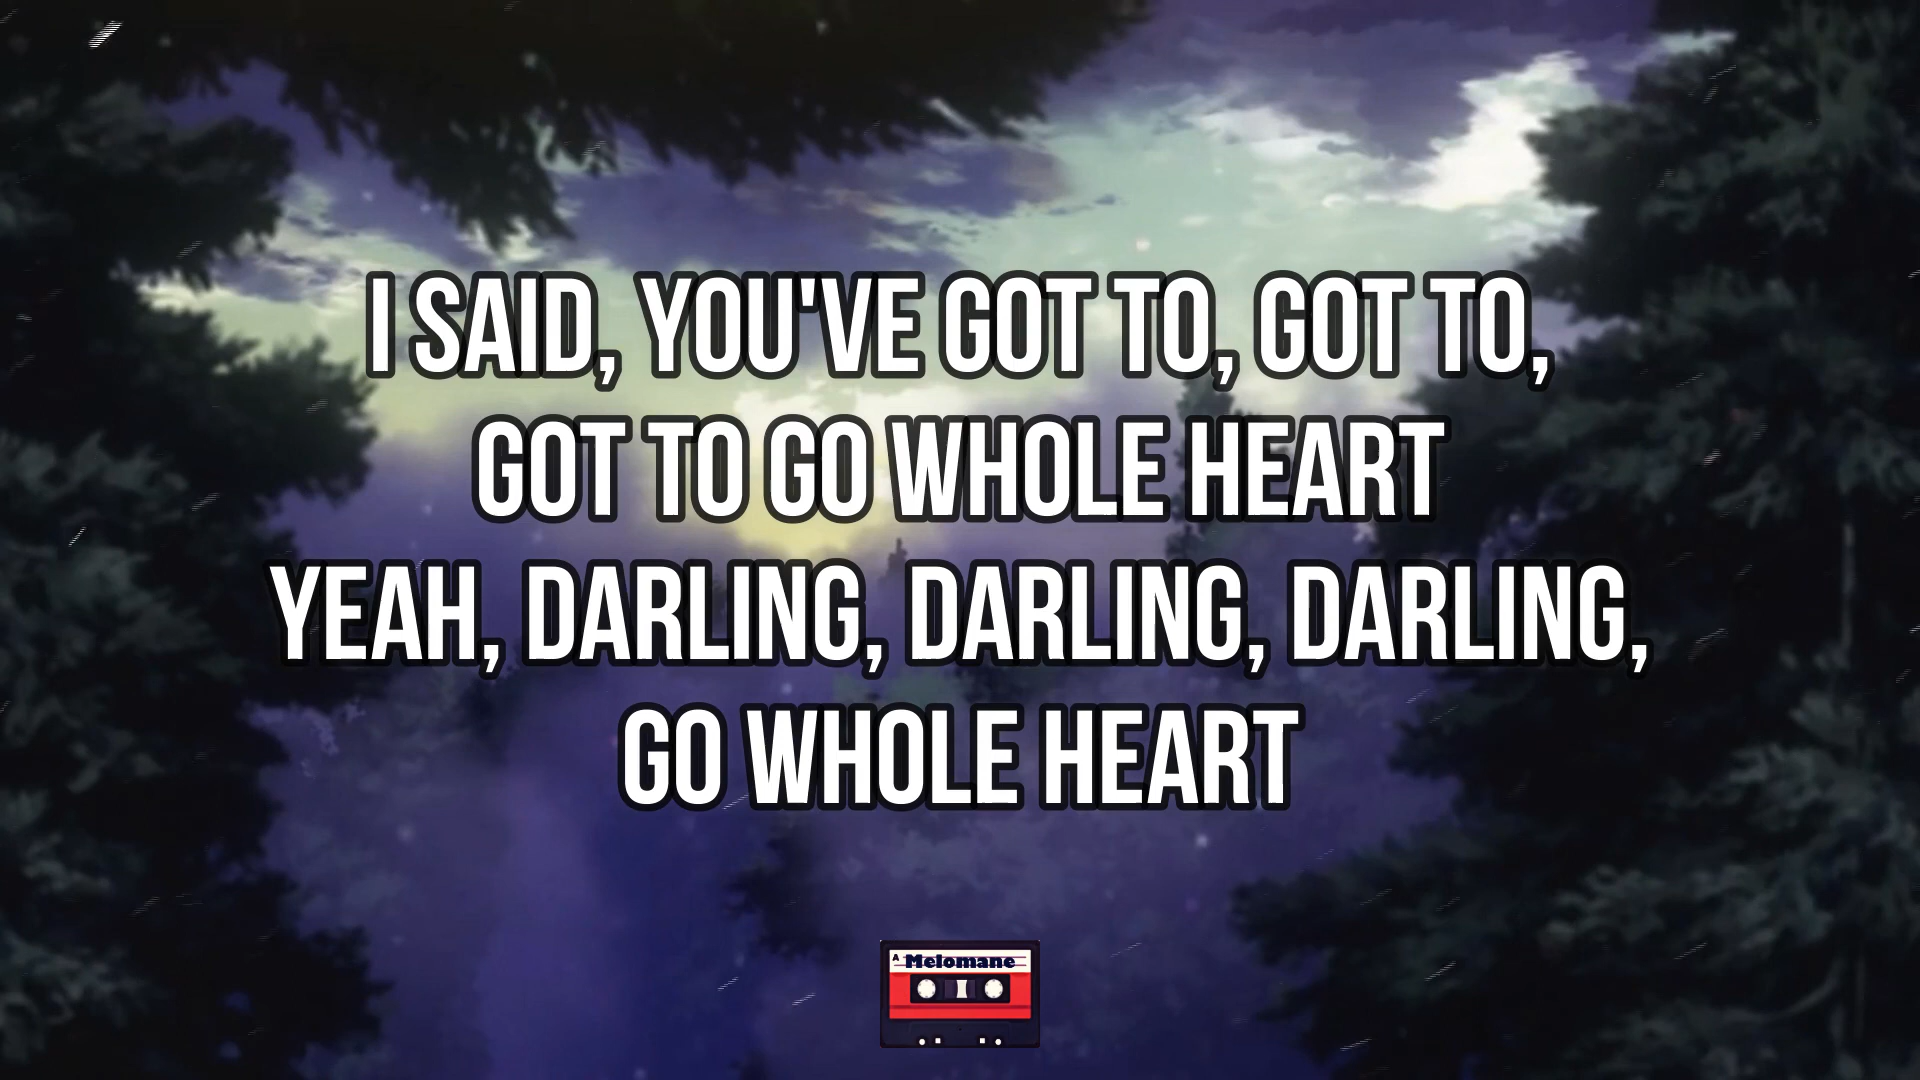 I SAID, YOU'VE GOT TO, GOT TO,
GOT TO GO WHOLE HEART
YEAH, DARLING, DARLING, DARLING,
GO WHOLE HEART
A Melomane